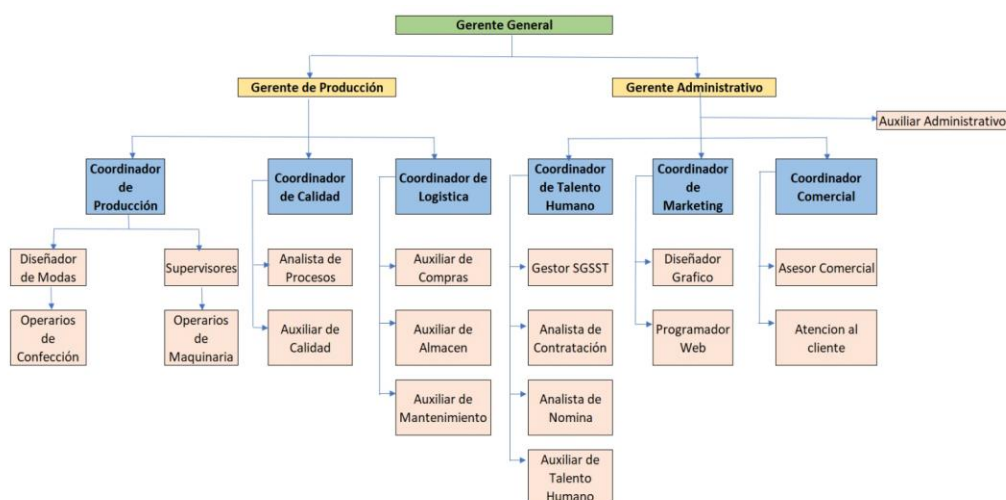 Gerente General
Gerente de Producción
Gerente Administrativo
Auxiliar Administrativo
Coordinador
de
Producción
Coordinador
de Calidad
Coordinador de
Logistica
Coordinador
de Talento
Humano
Coordinador
de
Marketing
Coordinador
Comercial
Diseñador
de Modas
Supervisores
Analista de
Procesos
Auxiliar de
Compras
Gestor SGSST
Diseñador
Grafico
Asesor Comercial
Operarios
de
Confección
Operarios
de
Maquinaria
Auxiliar de
Calidad
Auxiliar de
Almacen
Analista de
Contratación
Programador
Web
Atencion al
cliente
Auxiliar de
Mantenimiento
Analista de
Nomina
Auxiliar de
Talento
Humano